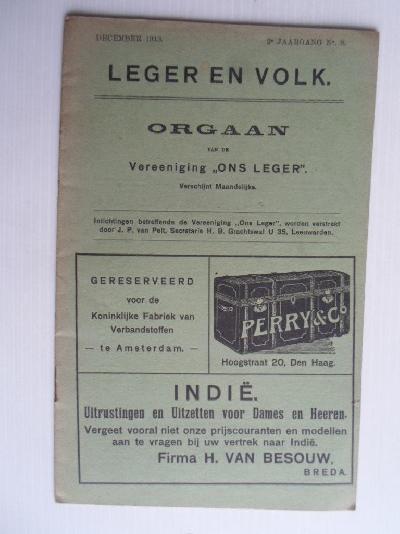 DECEMBER 1913.
2e JAARGANG No. 8.
LEGER EN VOLK.
ORGAAN
VAN DE
Vereeniging „ONS LEGER".
Verschijnt Maandelijks.
Inlichtingen betreffende de Vereeniging „Ons Leger", worden verstrekt
door J. P. van Pelt, Secretaris H. B. Grachtswal U 35, Leeuwarden.
GERESERVEERD
voor de
Koninklijke Fabriek van
Verbandstoffen
— te Amsterdam. —
PERRY & Co
Hoogstraat 20, Den Haag.
INDIË.
Uitrustingen en Uitzetten voor Dames en Heeren.
Vergeet vooral niet onze prijscouranten en modellen
aan te vragen bij uw vertrek naar Indië.
Firma H. VAN BESOUW,
BREDA.